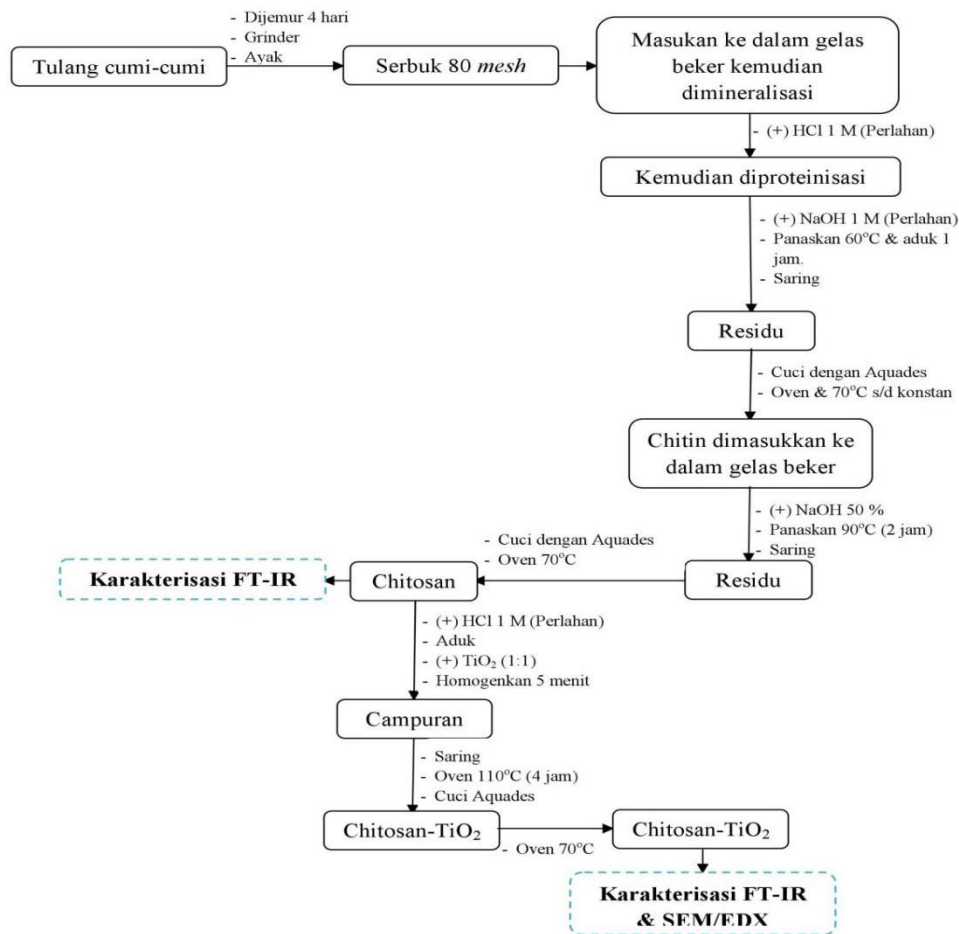 - Dijemur 4 hari
- Grinder
- Ayak
Tulang cumi-cumi
Serbuk 80 mesh
Masukan ke dalam gelas
beker kemudian
dimineralisasi
- (+) HCl 1 M (Perlahan)
Kemudian diproteinisasi
- (+) NaOH 1 M (Perlahan)
- Panaskan 60°C & aduk 1
jam.
- Saring
Residu
- Cuci dengan Aquades
- Oven & 70°C s/d konstan
Chitin dimasukkan ke
dalam gelas beker
- (+) NaOH 50 %
- Panaskan 90°C (2 jam)
- Saring
Residu
- Cuci dengan Aquades
- Oven 70°C
Chitosan
Karakterisasi FT-IR
- (+) HCl 1 M (Perlahan)
- Aduk
- (+) TiO₂ (1:1)
- Homogenkan 5 menit
Campuran
- Saring
- Oven 110°C (4 jam)
- Cuci Aquades
Chitosan-TiO₂
- Oven 70°C
Chitosan-TiO₂
Karakterisasi FT-IR
& SEM/EDX